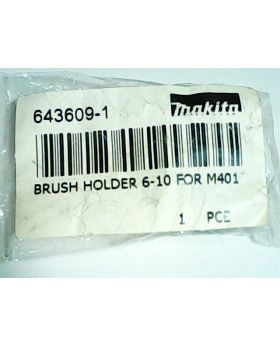 643609-1
makita
BRUSH HOLDER 6-10 FOR M401
1 PCE